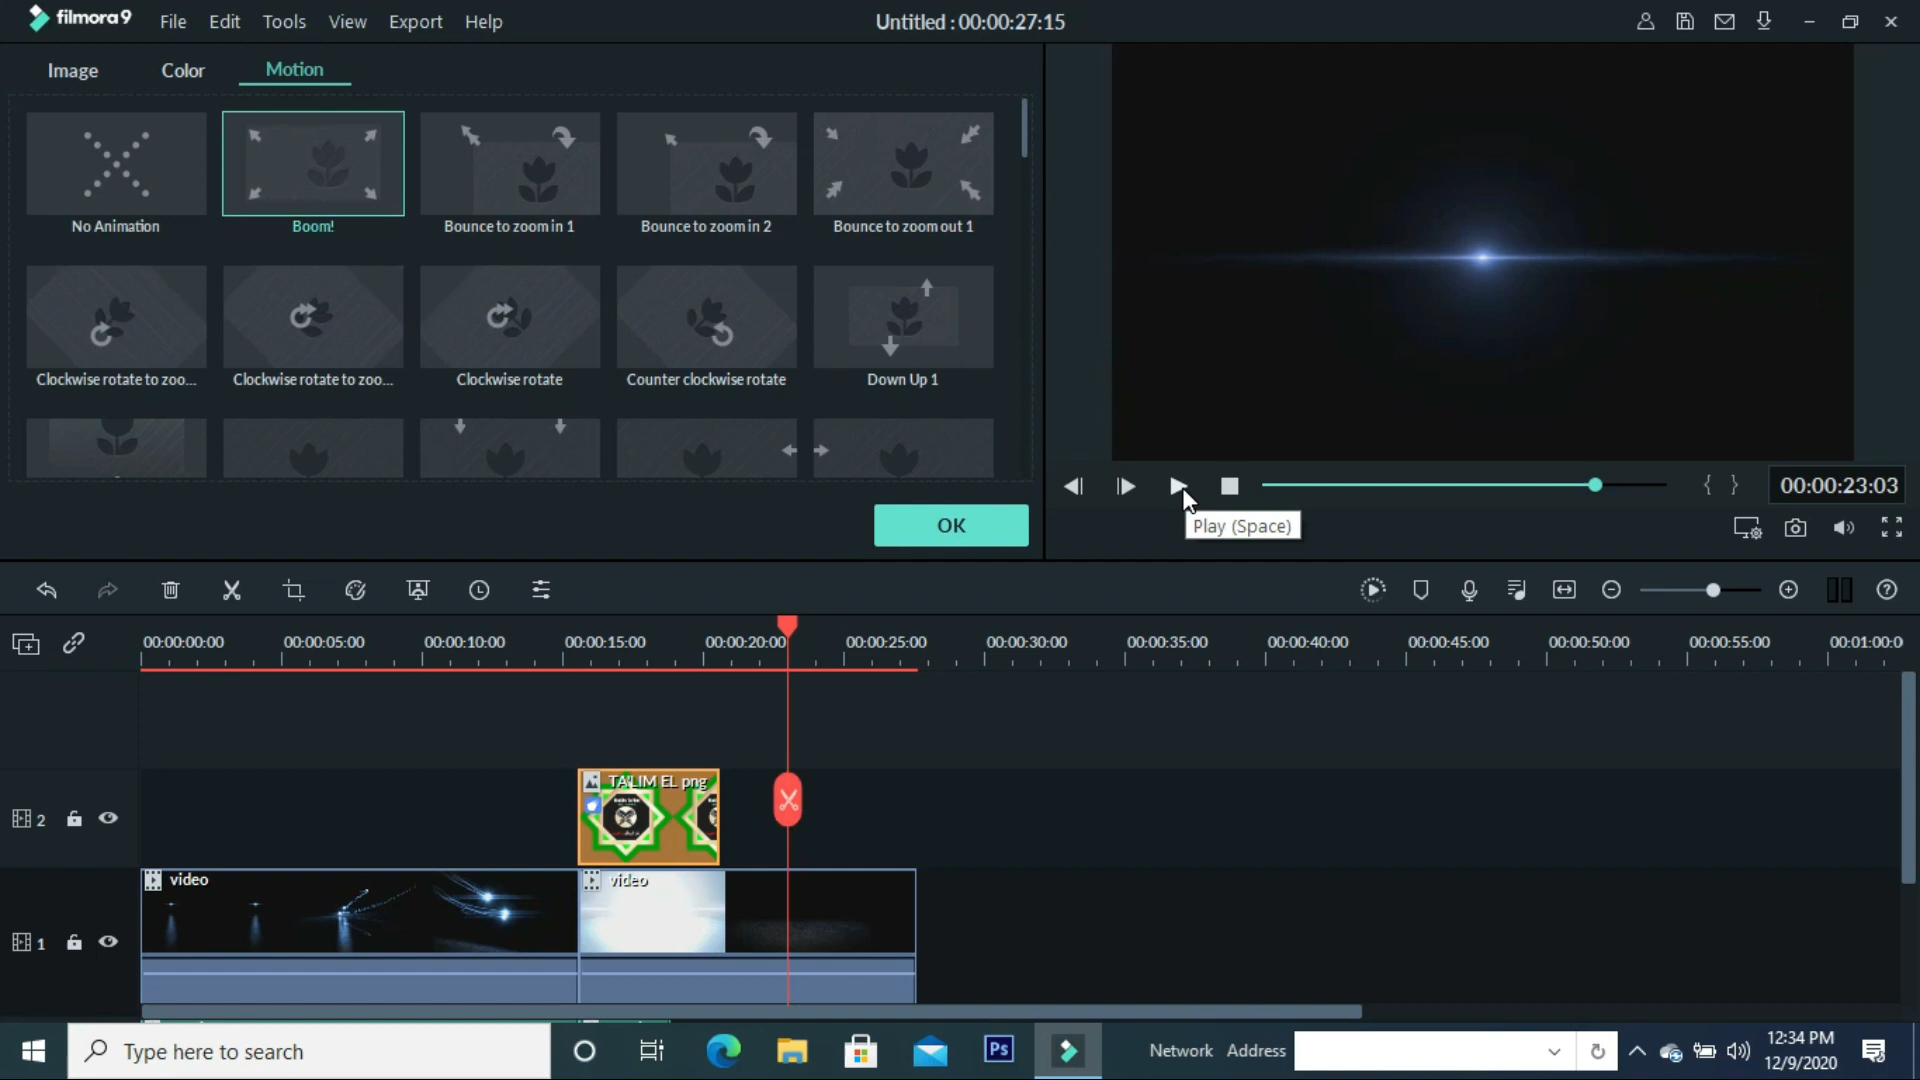 filmora9 File Edit Tools View Export Help Untitled : 00:00:27:15
Image Color Motion
No Animation Boom! Bounce to zoom in 1 Bounce to zoom in 2 Bounce to zoom out 1
Clockwise rotate to zoo... Clockwise rotate to zoo... Clockwise rotate Counter clockwise rotate Down Up 1
00:00:23:03
OK Play (Space)
00:00:00:00 00:00:05:00 00:00:10:00 00:00:15:00 00:00:20:00 00:00:25:00 00:00:30:00 00:00:35:00 00:00:40:00 00:00:45:00 00:00:50:00 00:00:55:00 00:01:00:0
TA'LIM EL png
2
video video
1
Type here to search Ps Network Address 12:34 PM
12/9/2020